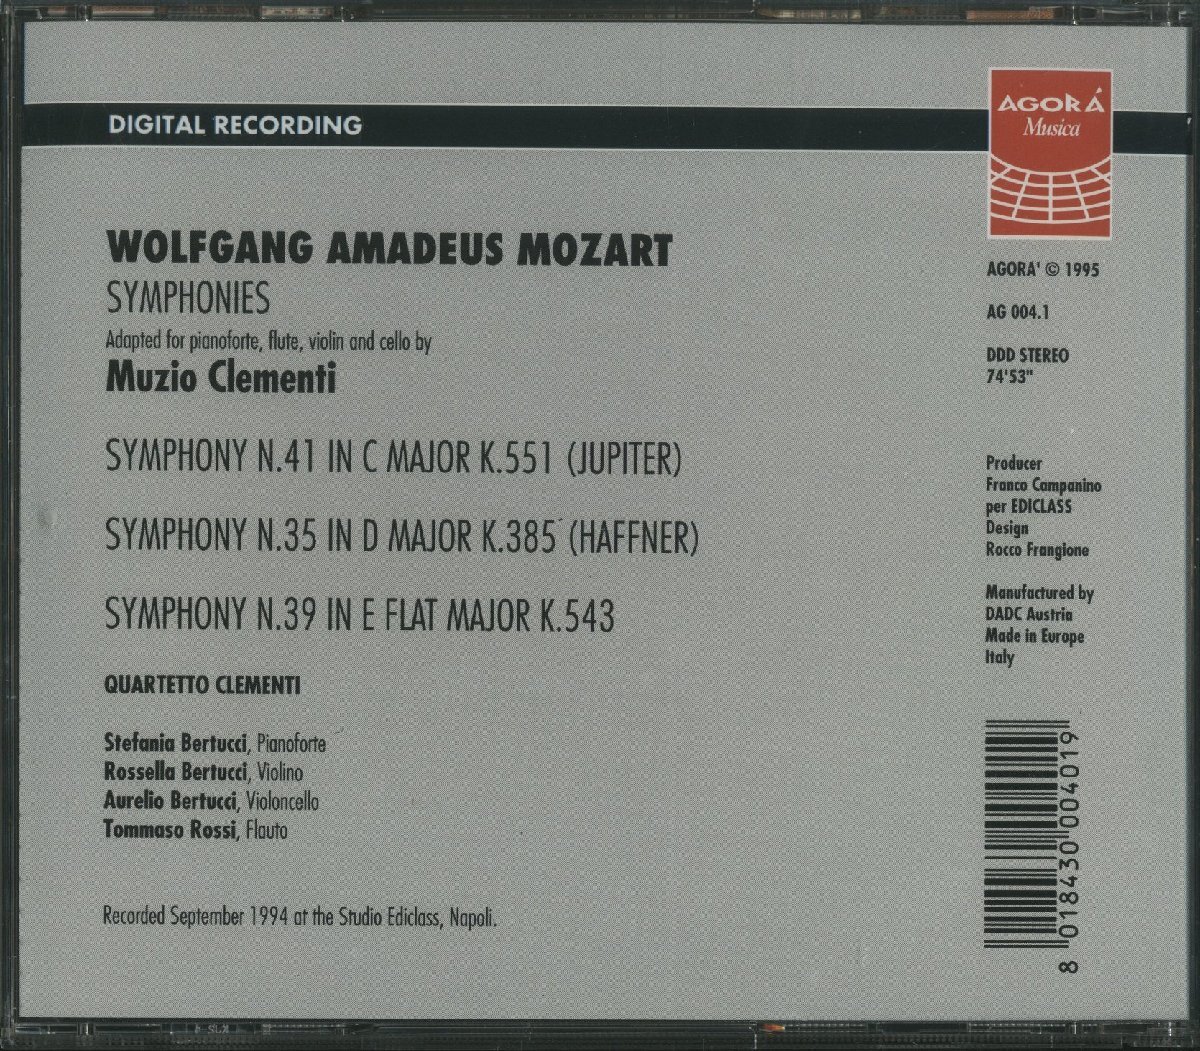 DIGITAL RECORDING
AGORÁ
Musica
WOLFGANG AMADEUS MOZART
SYMPHONIES
Adapted for pianoforte, flute, violin and cello by
Muzio Clementi
SYMPHONY N.41 IN C MAJOR K.551 (JUPITER)
SYMPHONY N.35 IN D MAJOR K.385 (HAFFNER)
SYMPHONY N.39 IN E FLAT MAJOR K.543
QUARTETTO CLEMENTI
Stefania Bertucci, Pianoforte
Rossella Bertucci, Violino
Aurelio Bertucci, Violoncello
Tommaso Rossi, Flauto
Recorded September 1994 at the Studio Ediclass, Napoli.
AGORA' © 1995
AG 004.1
DDD STEREO
74'53"
Producer
Franco Campanino
per EDICLASS
Design
Rocco Frangione
Manufactured by
DADC Austria
Made in Europe
Italy
8 018430 004019